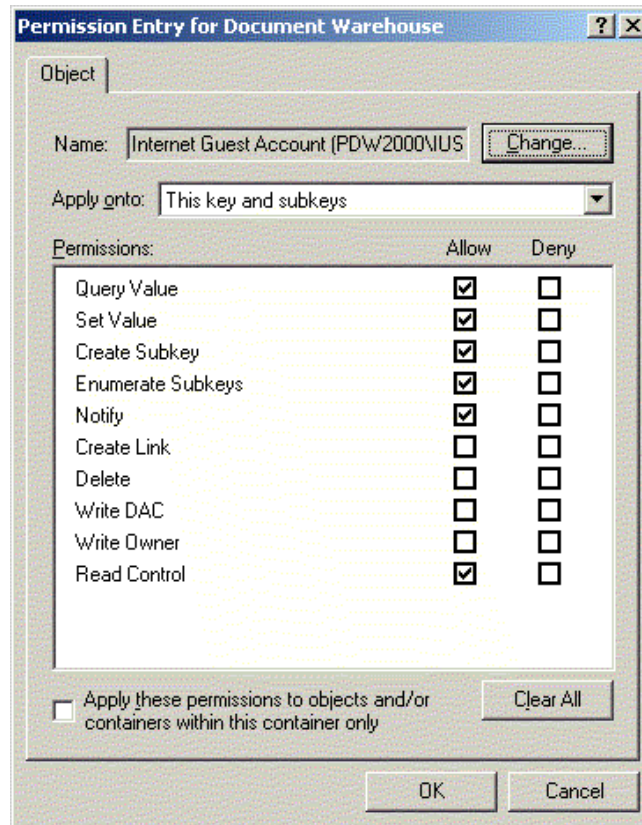 Permission Entry for Document Warehouse
Object
Name: Internet Guest Account (PDW2000\IUS Change...
Apply onto: This key and subkeys
Permissions: Allow Deny
Query Value
Set Value
Create Subkey
Enumerate Subkeys
Notify
Create Link
Delete
Write DAC
Write Owner
Read Control
Apply these permissions to objects and/or
containers within this container only
Clear All
OK Cancel